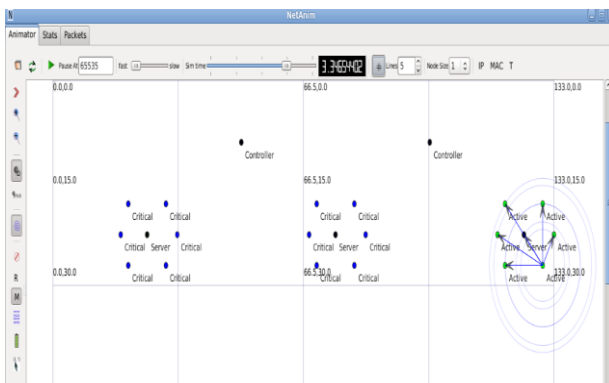 N NetAnim
Animator Stats Packets
Pause At 65535 fast slow Sim time Lines 5 Node Size 1 IP MAC T
0.0,0.0 66.5,0.0 133.0,0.0
Controller Controller
0.0,15.0 66.5,15.0 133.0,15.0
Critical Critical Critical Critical Active Active
Critical Server Critical Critical Server Critical Active Server Active
0.0,30.0 66.5,30.0 133.0,30.0
Critical Critical Critical Critical Active Active
R
M